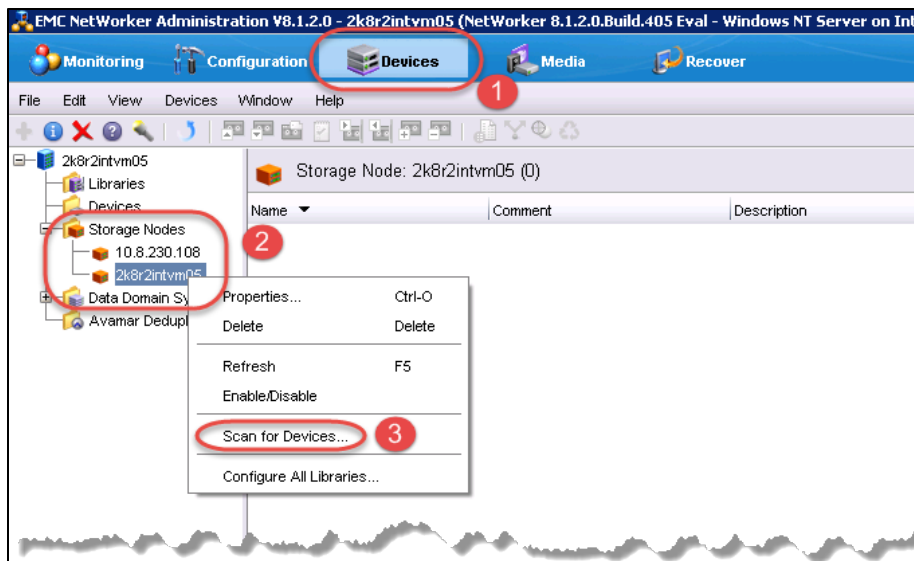 EMC NetWorker Administration V8.1.2.0 - 2k8r2intvm05 (NetWorker 8.1.2.0.Build.405 Eval - Windows NT Server on Int
Monitoring Configuration Devices Media Recover
1
File Edit View Devices Window Help
2k8r2intvm05
Libraries
Devices
Storage Nodes
10.8.230.108
2k8r2intvm05
Data Domain Sy
Avamar Dedupl
2
Storage Node: 2k8r2intvm05 (0)
Name Comment Description
Properties... Ctrl-O
Delete Delete
Refresh F5
Enable/Disable
Scan for Devices... 3
Configure All Libraries...